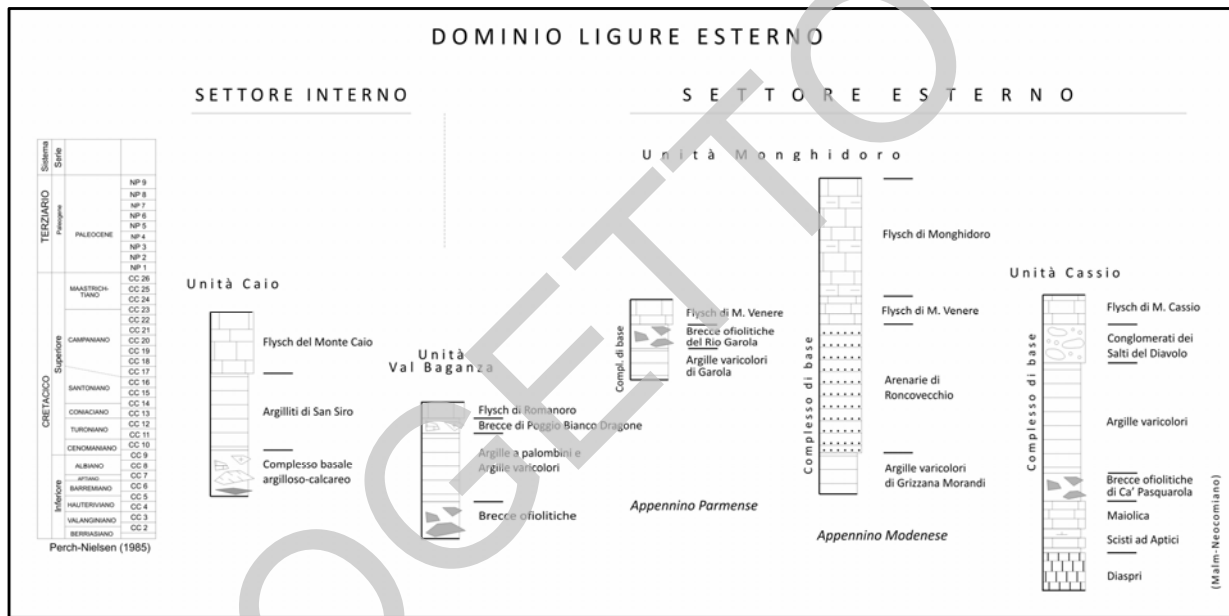 DOMINIO LIGURE ESTERNO
SETTORE INTERNO
SETTORE ESTERNO
Sistema
Serie
TERZIARIO
Paleogene
PALEOCENE
NP 9
NP 8
NP 7
NP 6
NP 5
NP 4
NP 3
NP 2
NP 1
CRETACICO
Superiore
MAASTRICH-
TIANO
CAMPANIANO
SANTONIANO
CONIACIANO
TURONIANO
CENOMANIANO
Inferiore
ALBIANO
APTIANO
BARREMIANO
HAUTERIVIANO
VALANGINIANO
BERRIASIANO
CC 26
CC 25
CC 24
CC 23
CC 22
CC 21
CC 20
CC 19
CC 18
CC 17
CC 16
CC 15
CC 14
CC 13
CC 12
CC 11
CC 10
CC 9
CC 8
CC 7
CC 6
CC 5
CC 4
CC 3
CC 2
Perch-Nielsen (1985)
Unità Caio
Flysch del Monte Caio
Argilliti di San Siro
Complesso basale
argilloso-calcareo
Unità
Val Baganza
Flysch di Romanoro
Brecce di Poggio Bianco Dragone
Argille a palombini e
Argille varicolori
Brecce ofiolitiche
Unità Monghidoro
Compl. di base
Flysch di M. Venere
Brecce ofiolitiche
del Rio Garola
Argille varicolori
di Garola
Appennino Parmense
Complesso di base
Flysch di Monghidoro
Flysch di M. Venere
Arenarie di
Roncovecchio
Argille varicolori
di Grizzana Morandi
Appennino Modenese
Unità Cassio
Complesso di base
Flysch di M. Cassio
Conglomerati dei
Salti del Diavolo
Argille varicolori
Brecce ofiolitiche
di Ca' Pasquarola
Maiolica
Scisti ad Aptici
Diaspri
(Malm-Neocomiano)
OGETTO